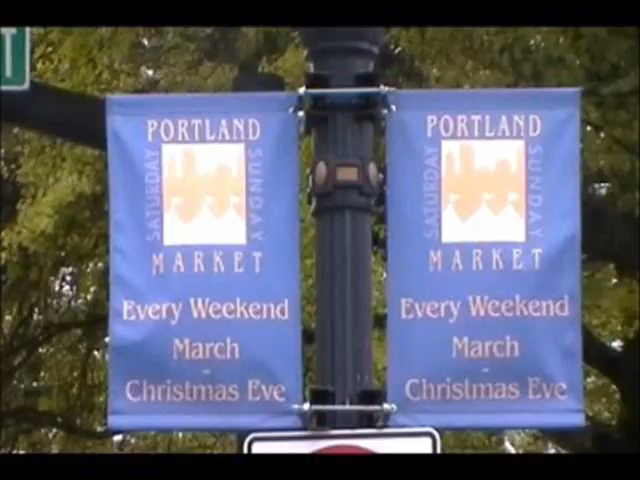 T
PORTLAND
SATURDAY
SUNDAY
MARKET
Every Weekend
March
-
Christmas Eve
PORTLAND
SATURDAY
SUNDAY
MARKET
Every Weekend
March
-
Christmas Eve